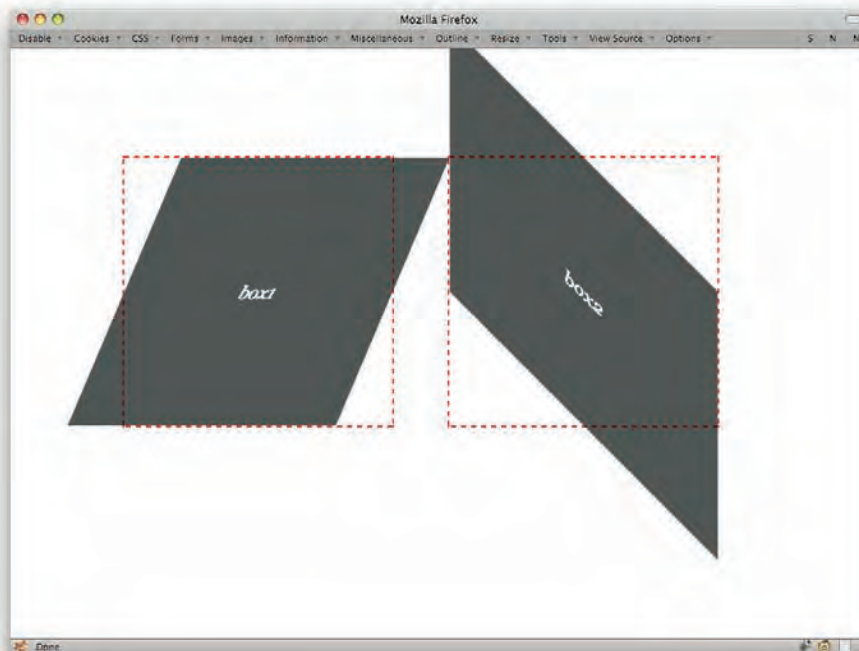 Mozilla Firefox
Disable Cookies CSS Forms Images Information Miscellaneous Outline Resize Tools View Source Options S N N
box1
box2
Done